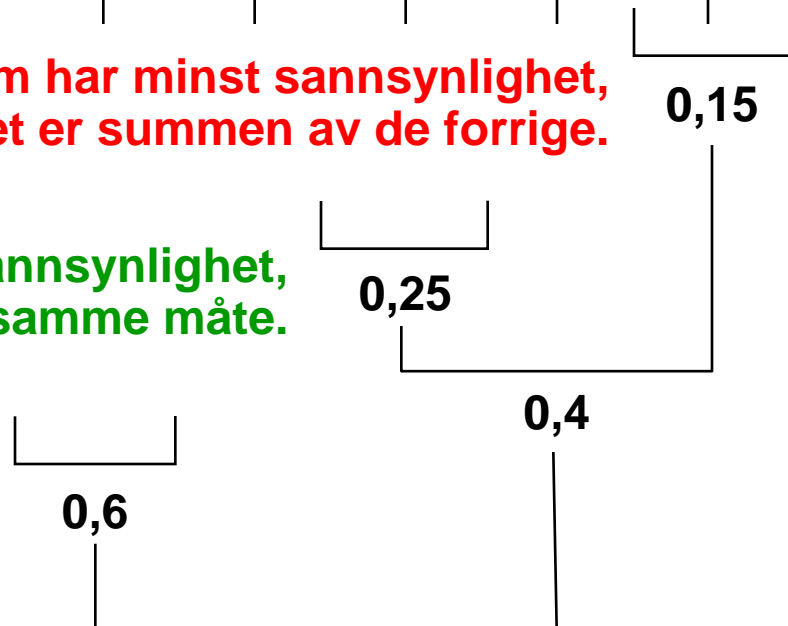 m har minst sannsynlighet,
et er summen av de forrige.
0,15
annsynlighet,
samme måte.
0,25
0,4
0,6